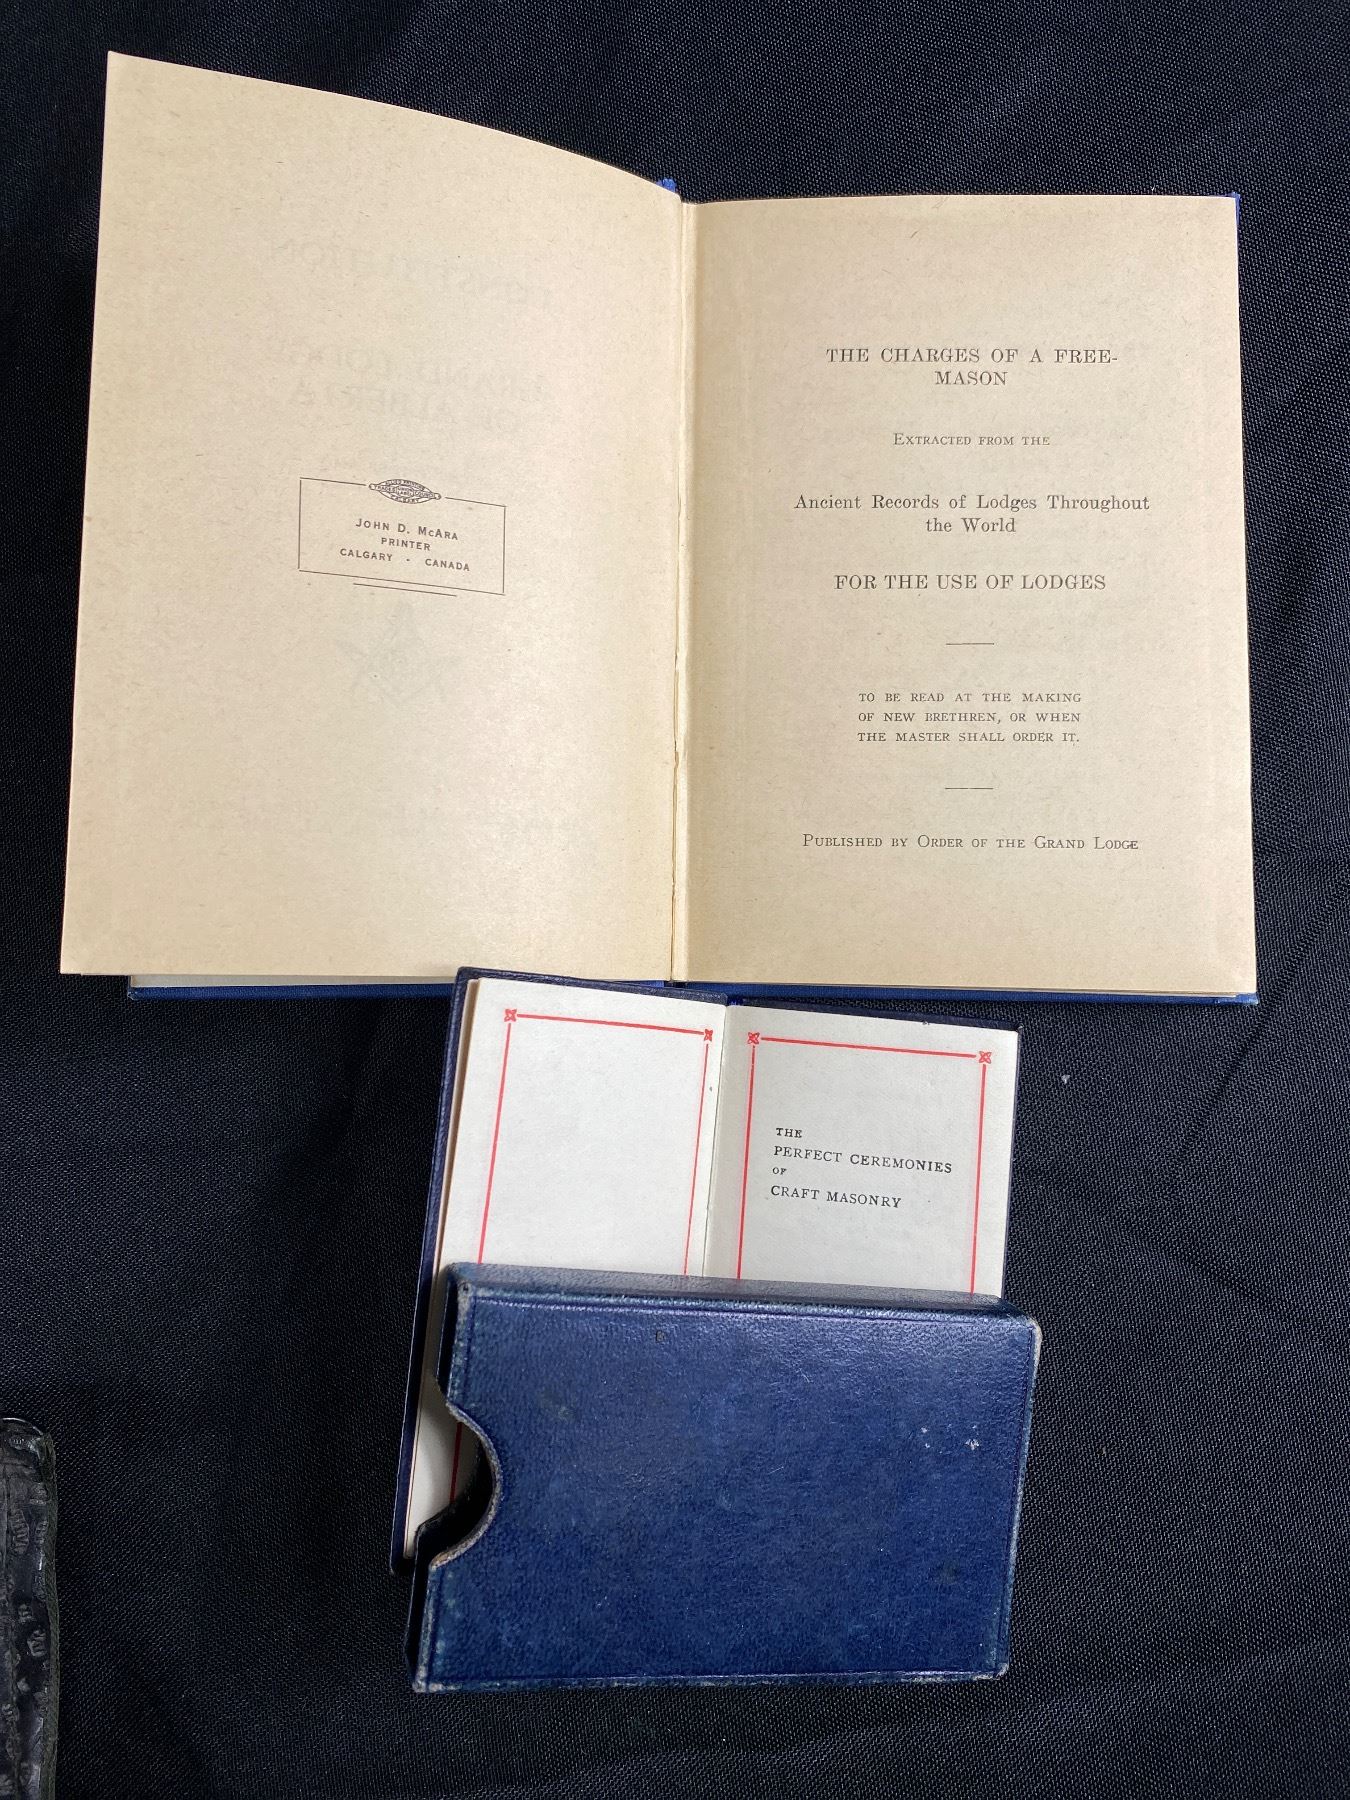 JOHN D. MCARA
PRINTER
CALGARY - CANADA
THE CHARGES OF A FREE-
MASON
EXTRACTED FROM THE
Ancient Records of Lodges Throughout
the World
FOR THE USE OF LODGES
TO BE READ AT THE MAKING
OF NEW BRETHREN, OR WHEN
THE MASTER SHALL ORDER IT.
PUBLISHED BY ORDER OF THE GRAND LODGE
THE
PERFECT CEREMONIES
OF
CRAFT MASONRY